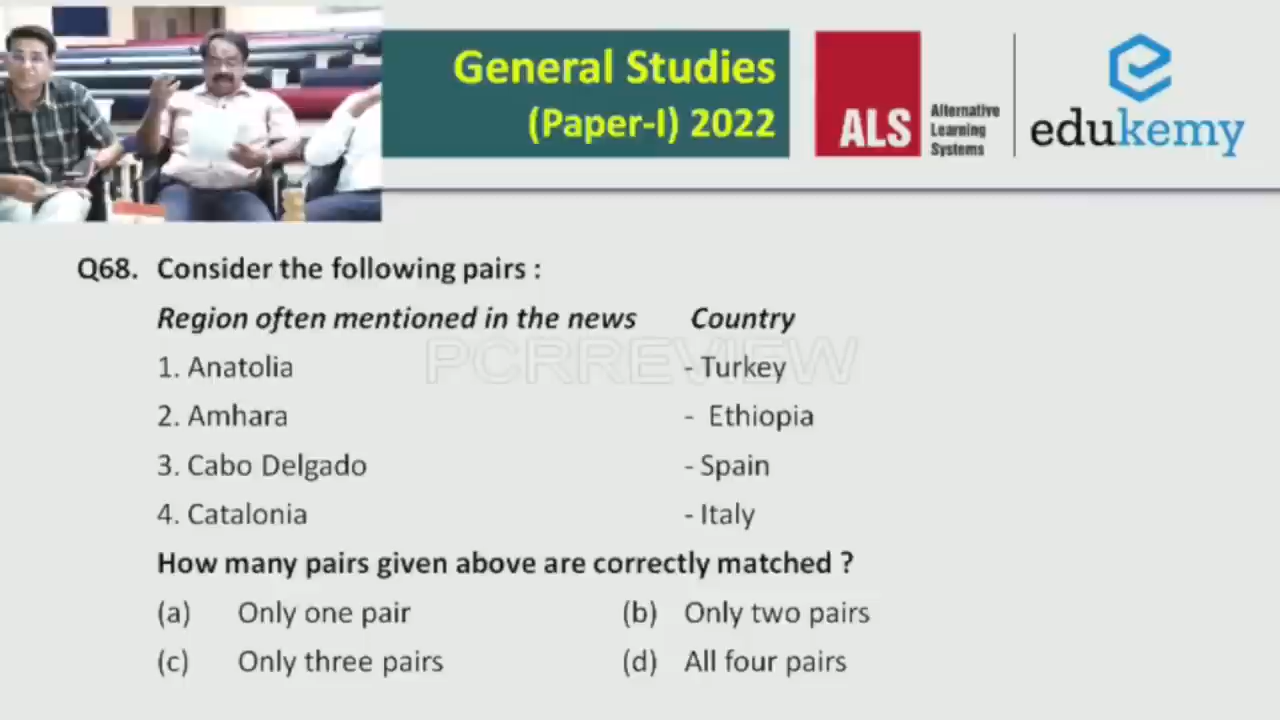 General Studies
(Paper-I) 2022
ALS
Alternative
Learning
Systems
edukemy
Q68. Consider the following pairs :
Region often mentioned in the news Country
PCRREVIEW
1. Anatolia - Turkey
2. Amhara - Ethiopia
3. Cabo Delgado - Spain
4. Catalonia - Italy
How many pairs given above are correctly matched ?
(a) Only one pair (b) Only two pairs
(c) Only three pairs (d) All four pairs